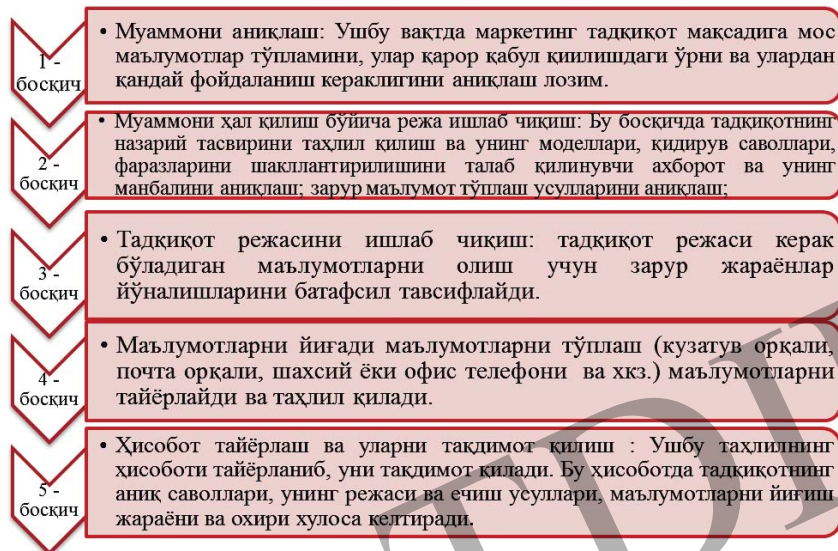 1 -
босқич
• Муаммони аниқлаш: Ушбу вақтда маркетинг тадқиқот мақсадига мос
маълумотлар тўпламини, улар қарор қабул қиилишдаги ўрни ва улардан
қандай фойдаланиш кераклигини аниқлаш лозим.
2 -
босқич
• Муаммони ҳал қилиш бўйича режа ишлаб чиқиш: Бу босқичда тадқиқотнинг
назарий тасвирини таҳлил қилиш ва унинг моделлари, қидирув саволлари,
фаразларини шакллантирилишини талаб қилинувчи ахборот ва унинг
манбалини аниқлаш; зарур маълумот тўплаш усулларини аниқлаш;
3 -
босқич
• Тадқиқот режасини ишлаб чиқиш: тадқиқот режаси керак
бўладиган маълумотларни олиш учун зарур жараёнлар
йўналишларини батафсил тавсифлайди.
4 -
босқич
• Маълумотларни йиғади маълумотларни тўплаш (кузатув орқали,
почта орқали, шахсий ёки офис телефони ва хкз.) маълумотларни
тайёрлайди ва таҳлил қилади.
5 -
босқич
• Ҳисобот тайёрлаш ва уларни тақдимот қилиш : Ушбу таҳлилнинг
ҳисоботи тайёрланиб, уни тақдимот қилади. Бу ҳисоботда тадқиқотнинг
аниқ саволлари, унинг режаси ва ечиш усуллари, маълумотларни йиғиш
жараёни ва охири хулоса келтиради.